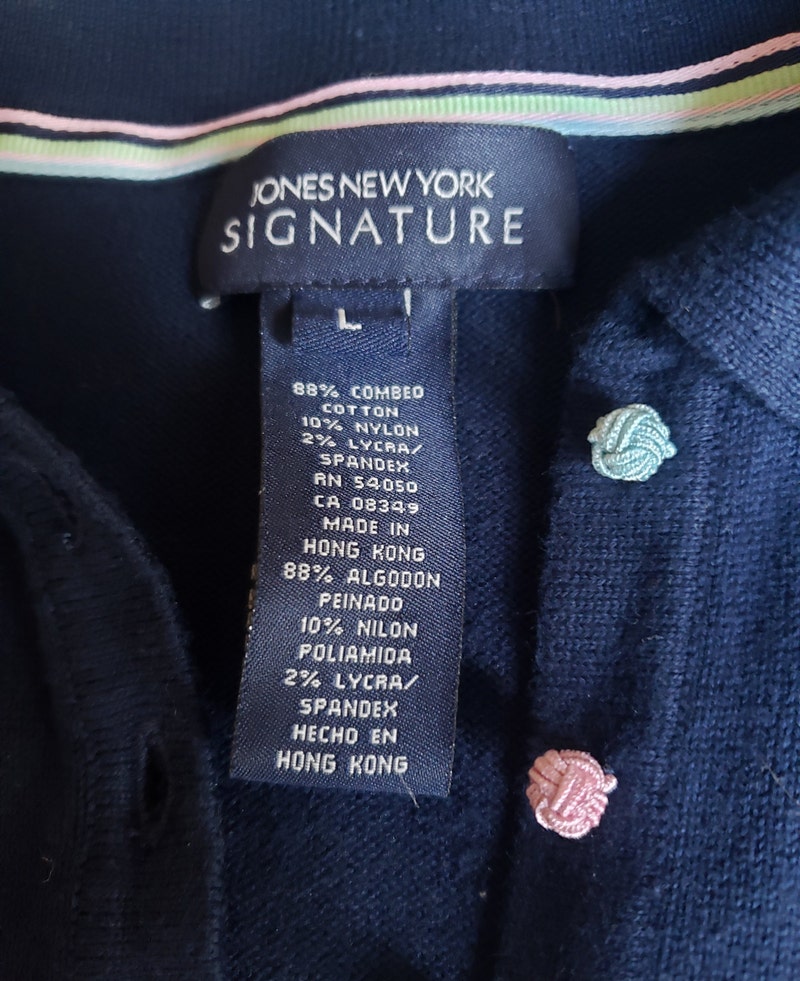 JONES NEW YORK
SIGNATURE
L
88% COMBED
COTTON
10% NYLON
2% LYCRA/
SPANDEX
RN 54050
CA 08349
MADE IN
HONG KONG
88% ALGODON
PEINADO
10% NILON
POLIAMIDA
2% LYCRA/
SPANDEX
HECHO EN
HONG KONG